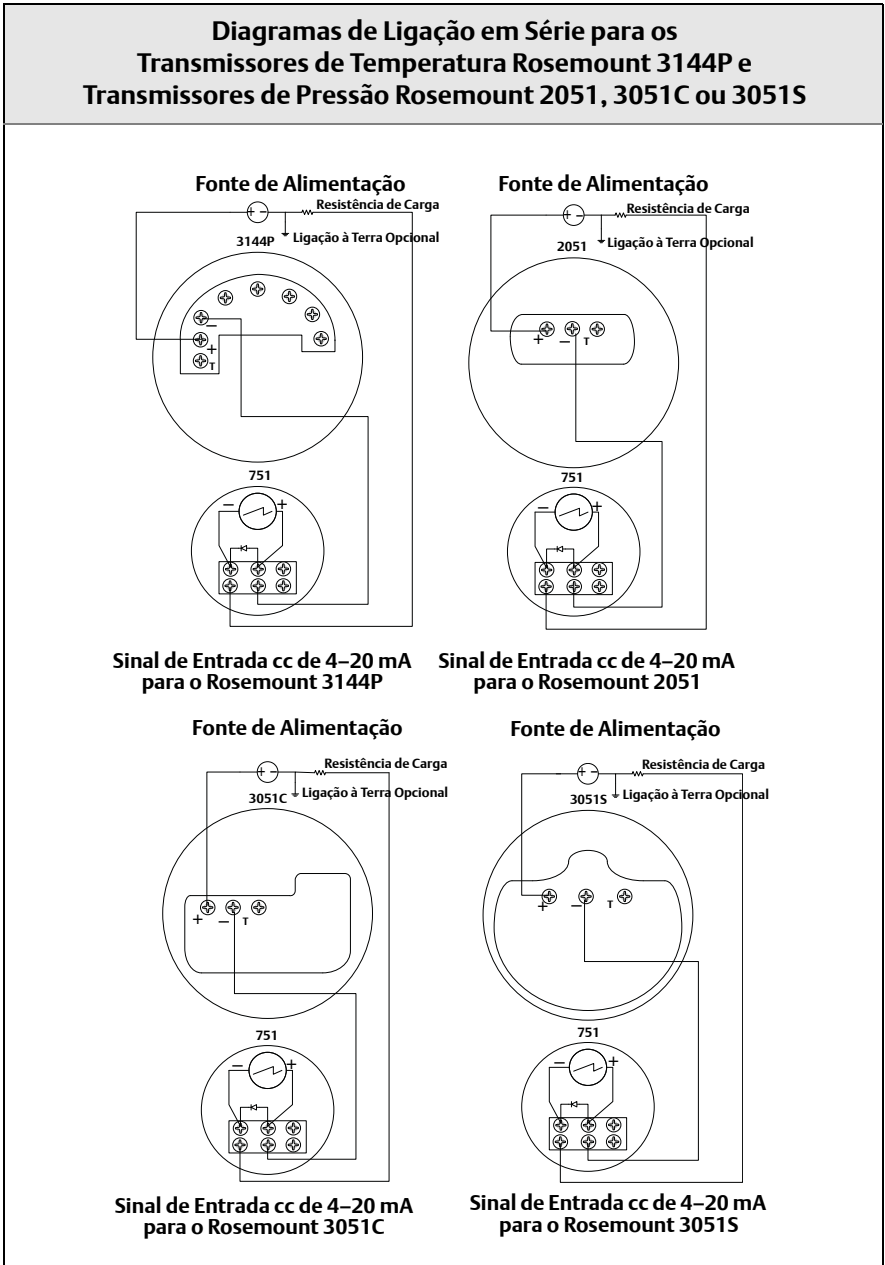 Diagramas de Ligação em Série para os
Transmissores de Temperatura Rosemount 3144P e
Transmissores de Pressão Rosemount 2051, 3051C ou 3051S
Fonte de Alimentação
Resistência de Carga
+ -
Ligação à Terra Opcional
3144P
–
+
T
751
– +
Sinal de Entrada cc de 4–20 mA
para o Rosemount 3144P
Fonte de Alimentação
Resistência de Carga
+ -
Ligação à Terra Opcional
2051
+ – T
751
– +
Sinal de Entrada cc de 4–20 mA
para o Rosemount 2051
Fonte de Alimentação
Resistência de Carga
+ -
Ligação à Terra Opcional
3051C
+ – T
751
– +
Sinal de Entrada cc de 4–20 mA
para o Rosemount 3051C
Fonte de Alimentação
Resistência de Carga
+ -
Ligação à Terra Opcional
3051S
+ – T
751
– +
Sinal de Entrada cc de 4–20 mA
para o Rosemount 3051S